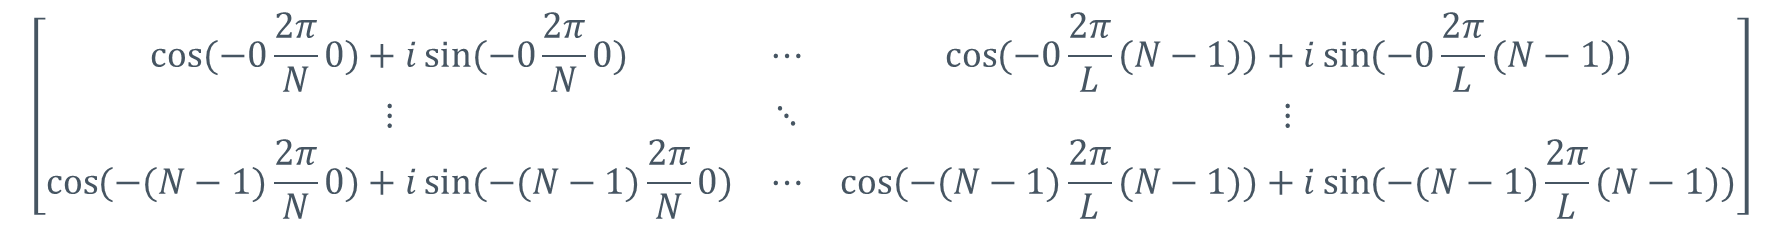 cos(−0 2π/N 0) + i sin(−0 2π/N 0) ⋯ cos(−0 2π/L (N − 1)) + i sin(−0 2π/L (N − 1))
⋮ ⋱ ⋮
cos(−(N − 1) 2π/N 0) + i sin(−(N − 1) 2π/N 0) ⋯ cos(−(N − 1) 2π/L (N − 1)) + i sin(−(N − 1) 2π/L (N − 1))